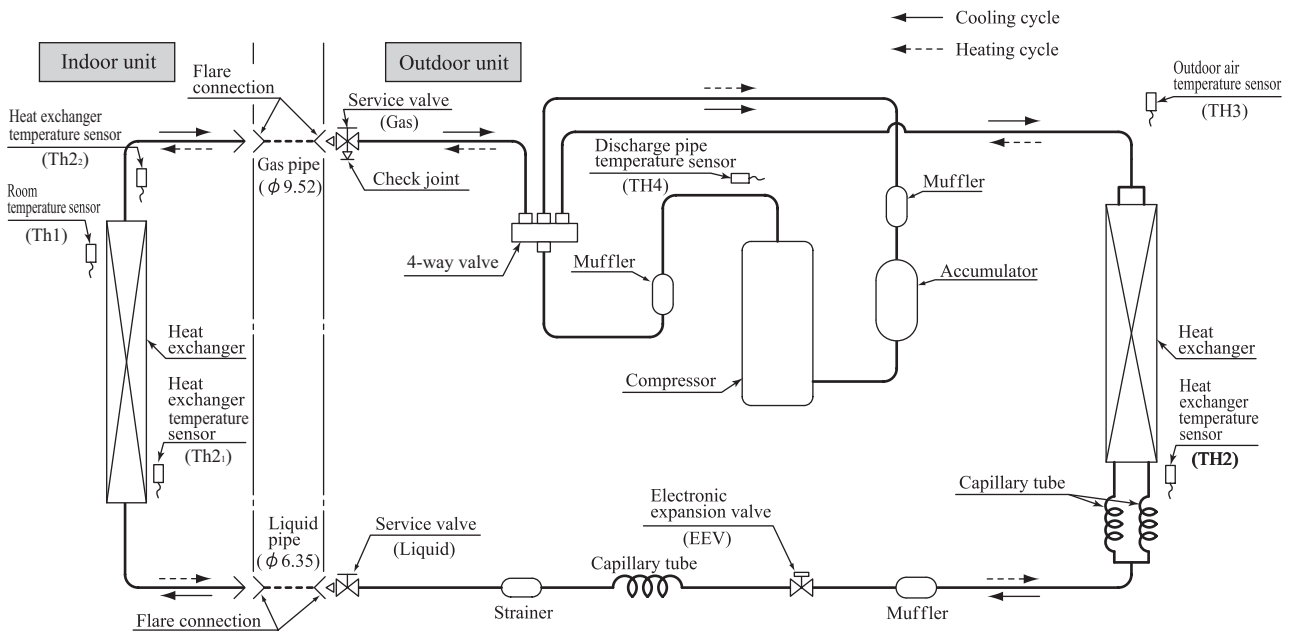 Cooling cycle
Heating cycle
Indoor unit
Outdoor unit
Flare
connection
Service valve
(Gas)
Outdoor air
temperature sensor
(TH3)
Heat exchanger
temperature sensor
(Th2₂)
Gas pipe
(ϕ9.52)
Check joint
Discharge pipe
temperature sensor
(TH4)
Muffler
Room
temperature sensor
(Th1)
4-way valve
Muffler
Accumulator
Heat
exchanger
Heat
exchanger
Compressor
Heat
exchanger
temperature
sensor
(Th2₁)
Heat
exchanger
temperature
sensor
(TH2)
Capillary tube
Liquid
pipe
(ϕ6.35)
Service valve
(Liquid)
Electronic
expansion valve
(EEV)
Capillary tube
Strainer
Muffler
Flare connection